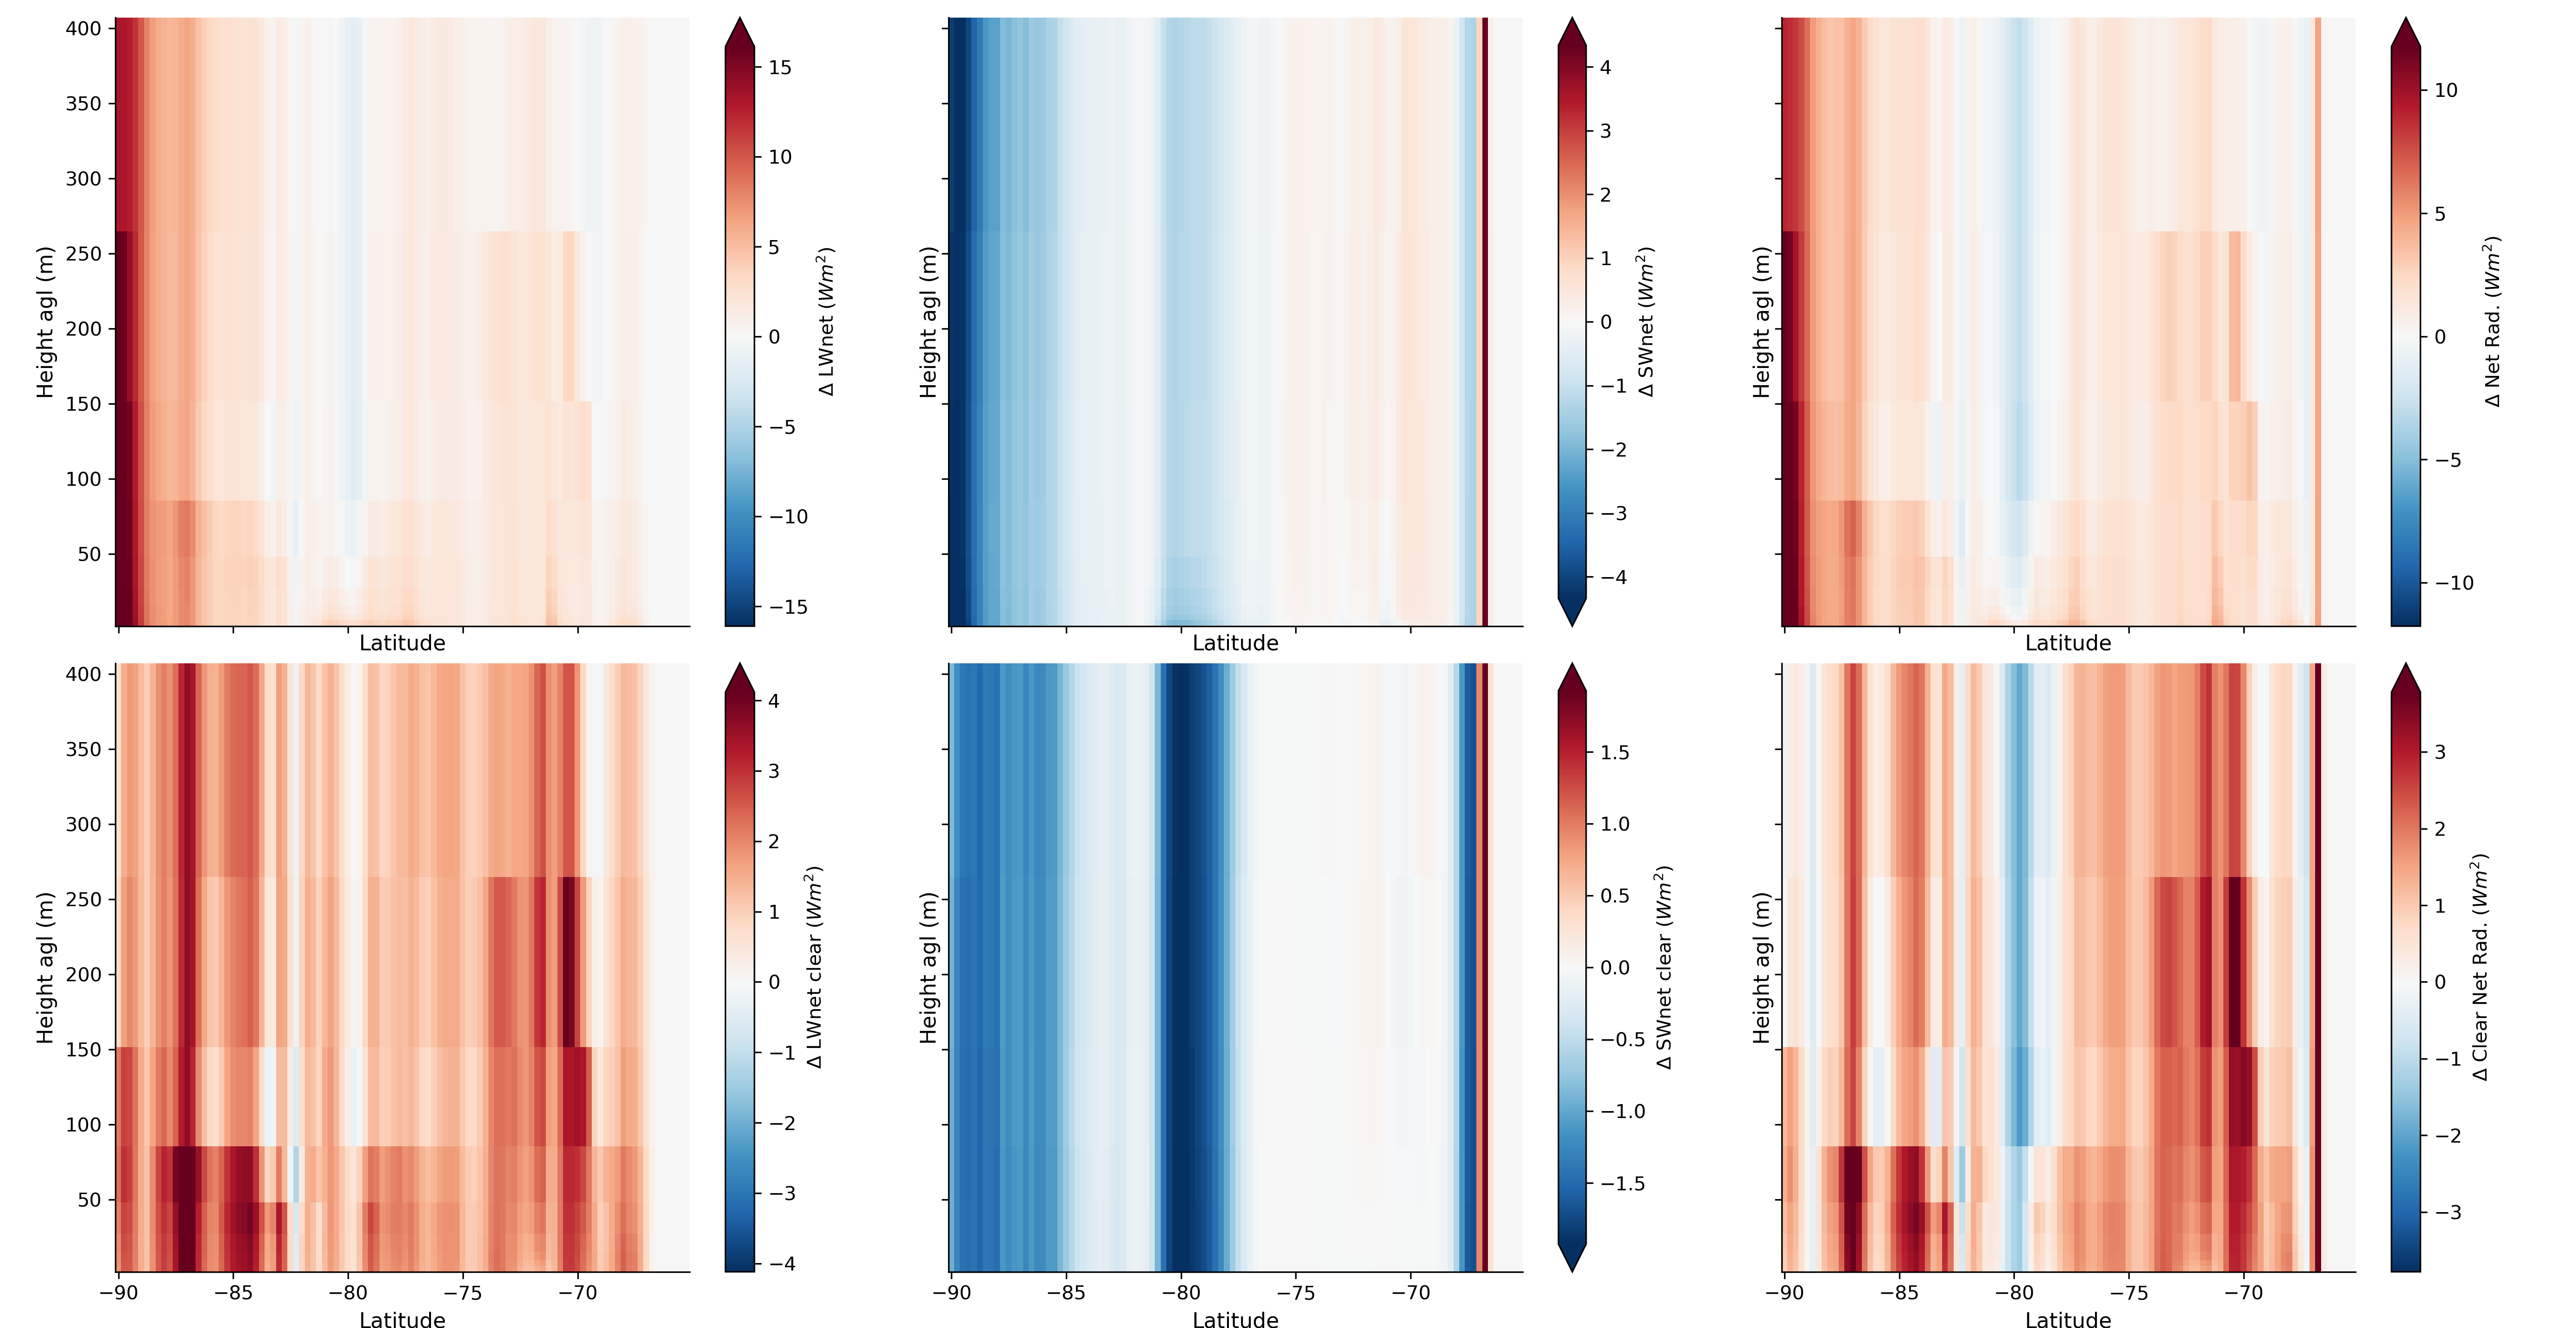 400
350
300
250
200
150
100
50
Height agl (m)
Latitude
15
10
5
0
−5
−10
−15
Δ LWnet (Wm²)
Height agl (m)
Latitude
4
3
2
1
0
−1
−2
−3
−4
Δ SWnet (Wm²)
Height agl (m)
Latitude
10
5
0
−5
−10
Δ Net Rad. (Wm²)
400
350
300
250
200
150
100
50
Height agl (m)
−90 −85 −80 −75 −70
Latitude
4
3
2
1
0
−1
−2
−3
−4
Δ LWnet clear (Wm²)
Height agl (m)
−90 −85 −80 −75 −70
Latitude
1.5
1.0
0.5
0.0
−0.5
−1.0
−1.5
Δ SWnet clear (Wm²)
Height agl (m)
−90 −85 −80 −75 −70
Latitude
3
2
1
0
−1
−2
−3
Δ Clear Net Rad. (Wm²)